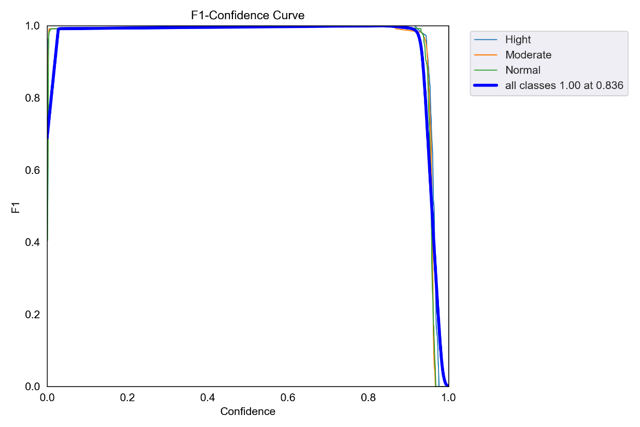 F1-Confidence Curve
1.0
0.8
0.6
0.4
0.2
0.0
F1
0.0 0.2 0.4 0.6 0.8 1.0
Confidence
Hight
Moderate
Normal
all classes 1.00 at 0.836